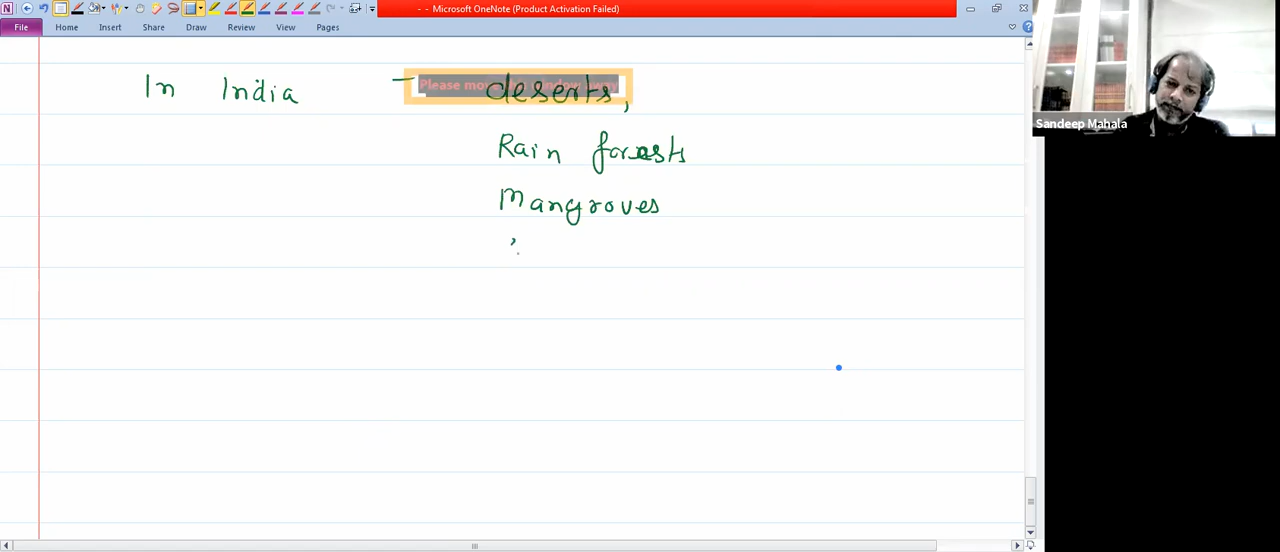 - - Microsoft OneNote (Product Activation Failed)
File Home Insert Share Draw Review View Pages
In India - deserts,
Rain forests
Mangroves
Sandeep Mahala